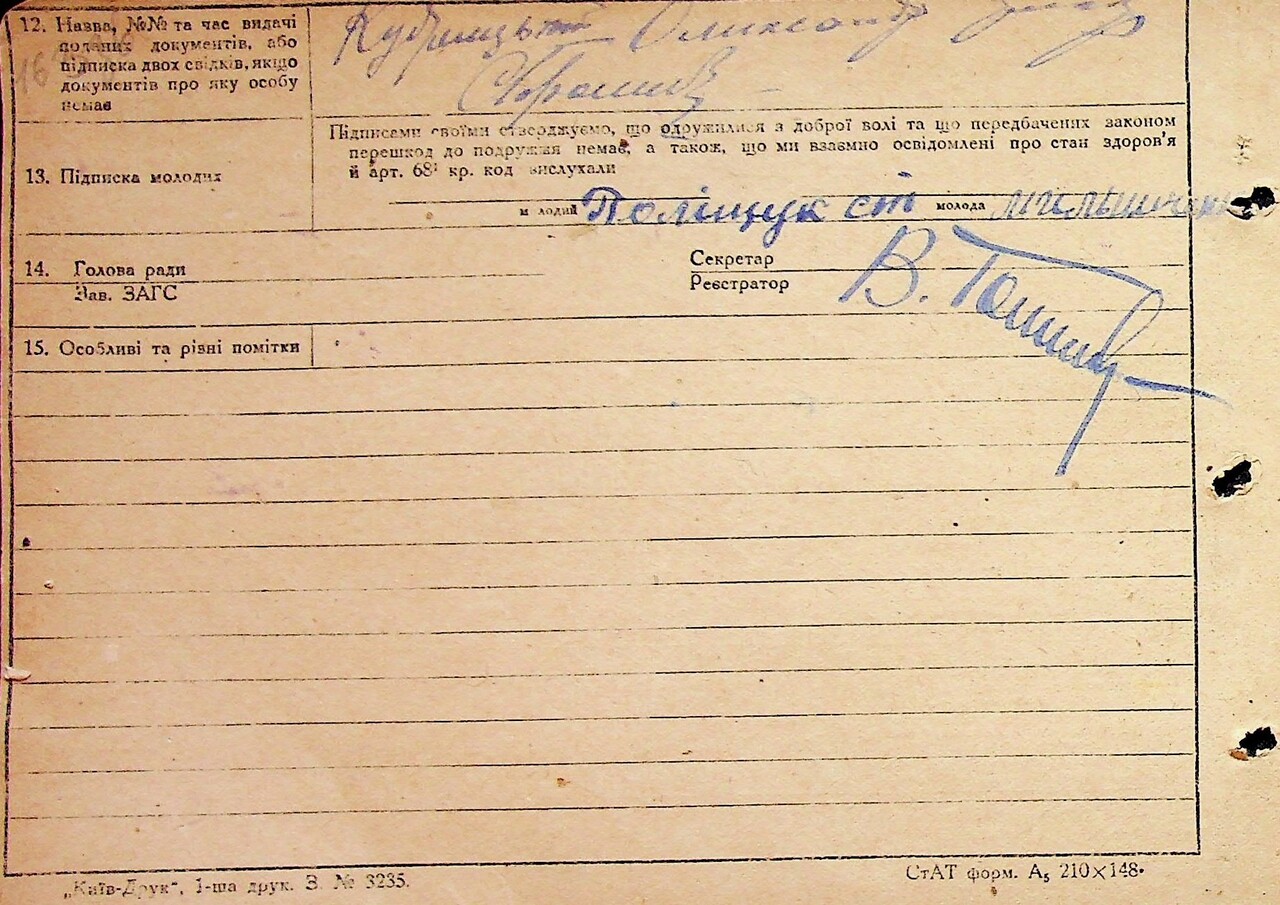 12. Назва, №№ та час видачі
поданих документів, або
підписка двох свідків, якщо
документів про яку особу
немає
Олександр
13. Підписка молодих
Підписами своїми стверджуємо, що одружилися з доброї волі та що передбачених законом
перешкод до подружжя немає, а також, що ми взаємно освідомлені про стан здоров'я
й арт. 68¹ кр. код вислухали
молодий Поліщук ст молода
14. Голова ради
Зав. ЗАГС
Секретар
Реєстратор
В.
15. Особливі та різні помітки
„Київ-Друк“, 1-ша друк. З. № 3235.
СтАТ форм. А₅ 210×148.